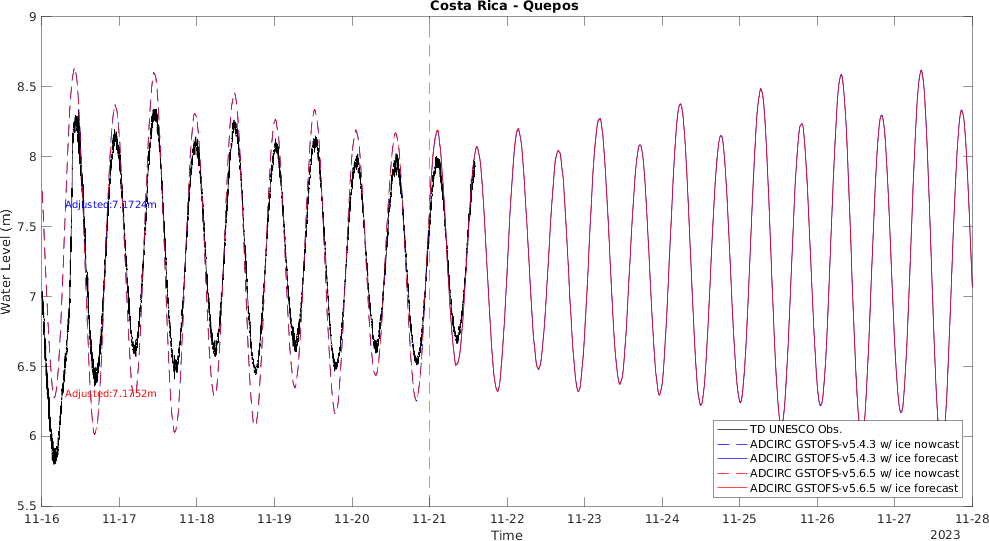 Costa Rica - Quepos
9
8.5
8
7.5
7
6.5
6
5.5
Water Level (m)
Adjusted:7.1724m
Adjusted:7.1752m
TD UNESCO Obs.
ADCIRC GSTOFS-v5.4.3 w/ ice nowcast
ADCIRC GSTOFS-v5.4.3 w/ ice forecast
ADCIRC GSTOFS-v5.6.5 w/ ice nowcast
ADCIRC GSTOFS-v5.6.5 w/ ice forecast
11-16 11-17 11-18 11-19 11-20 11-21 11-22 11-23 11-24 11-25 11-26 11-27 11-28
Time
2023